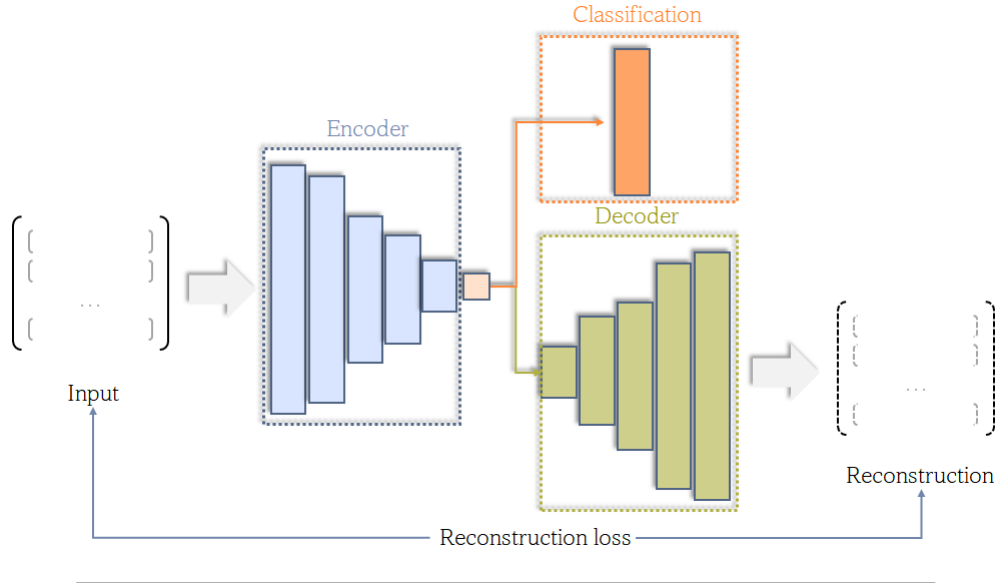 Classification
Encoder
Decoder
...
...
Input
Reconstruction
Reconstruction loss